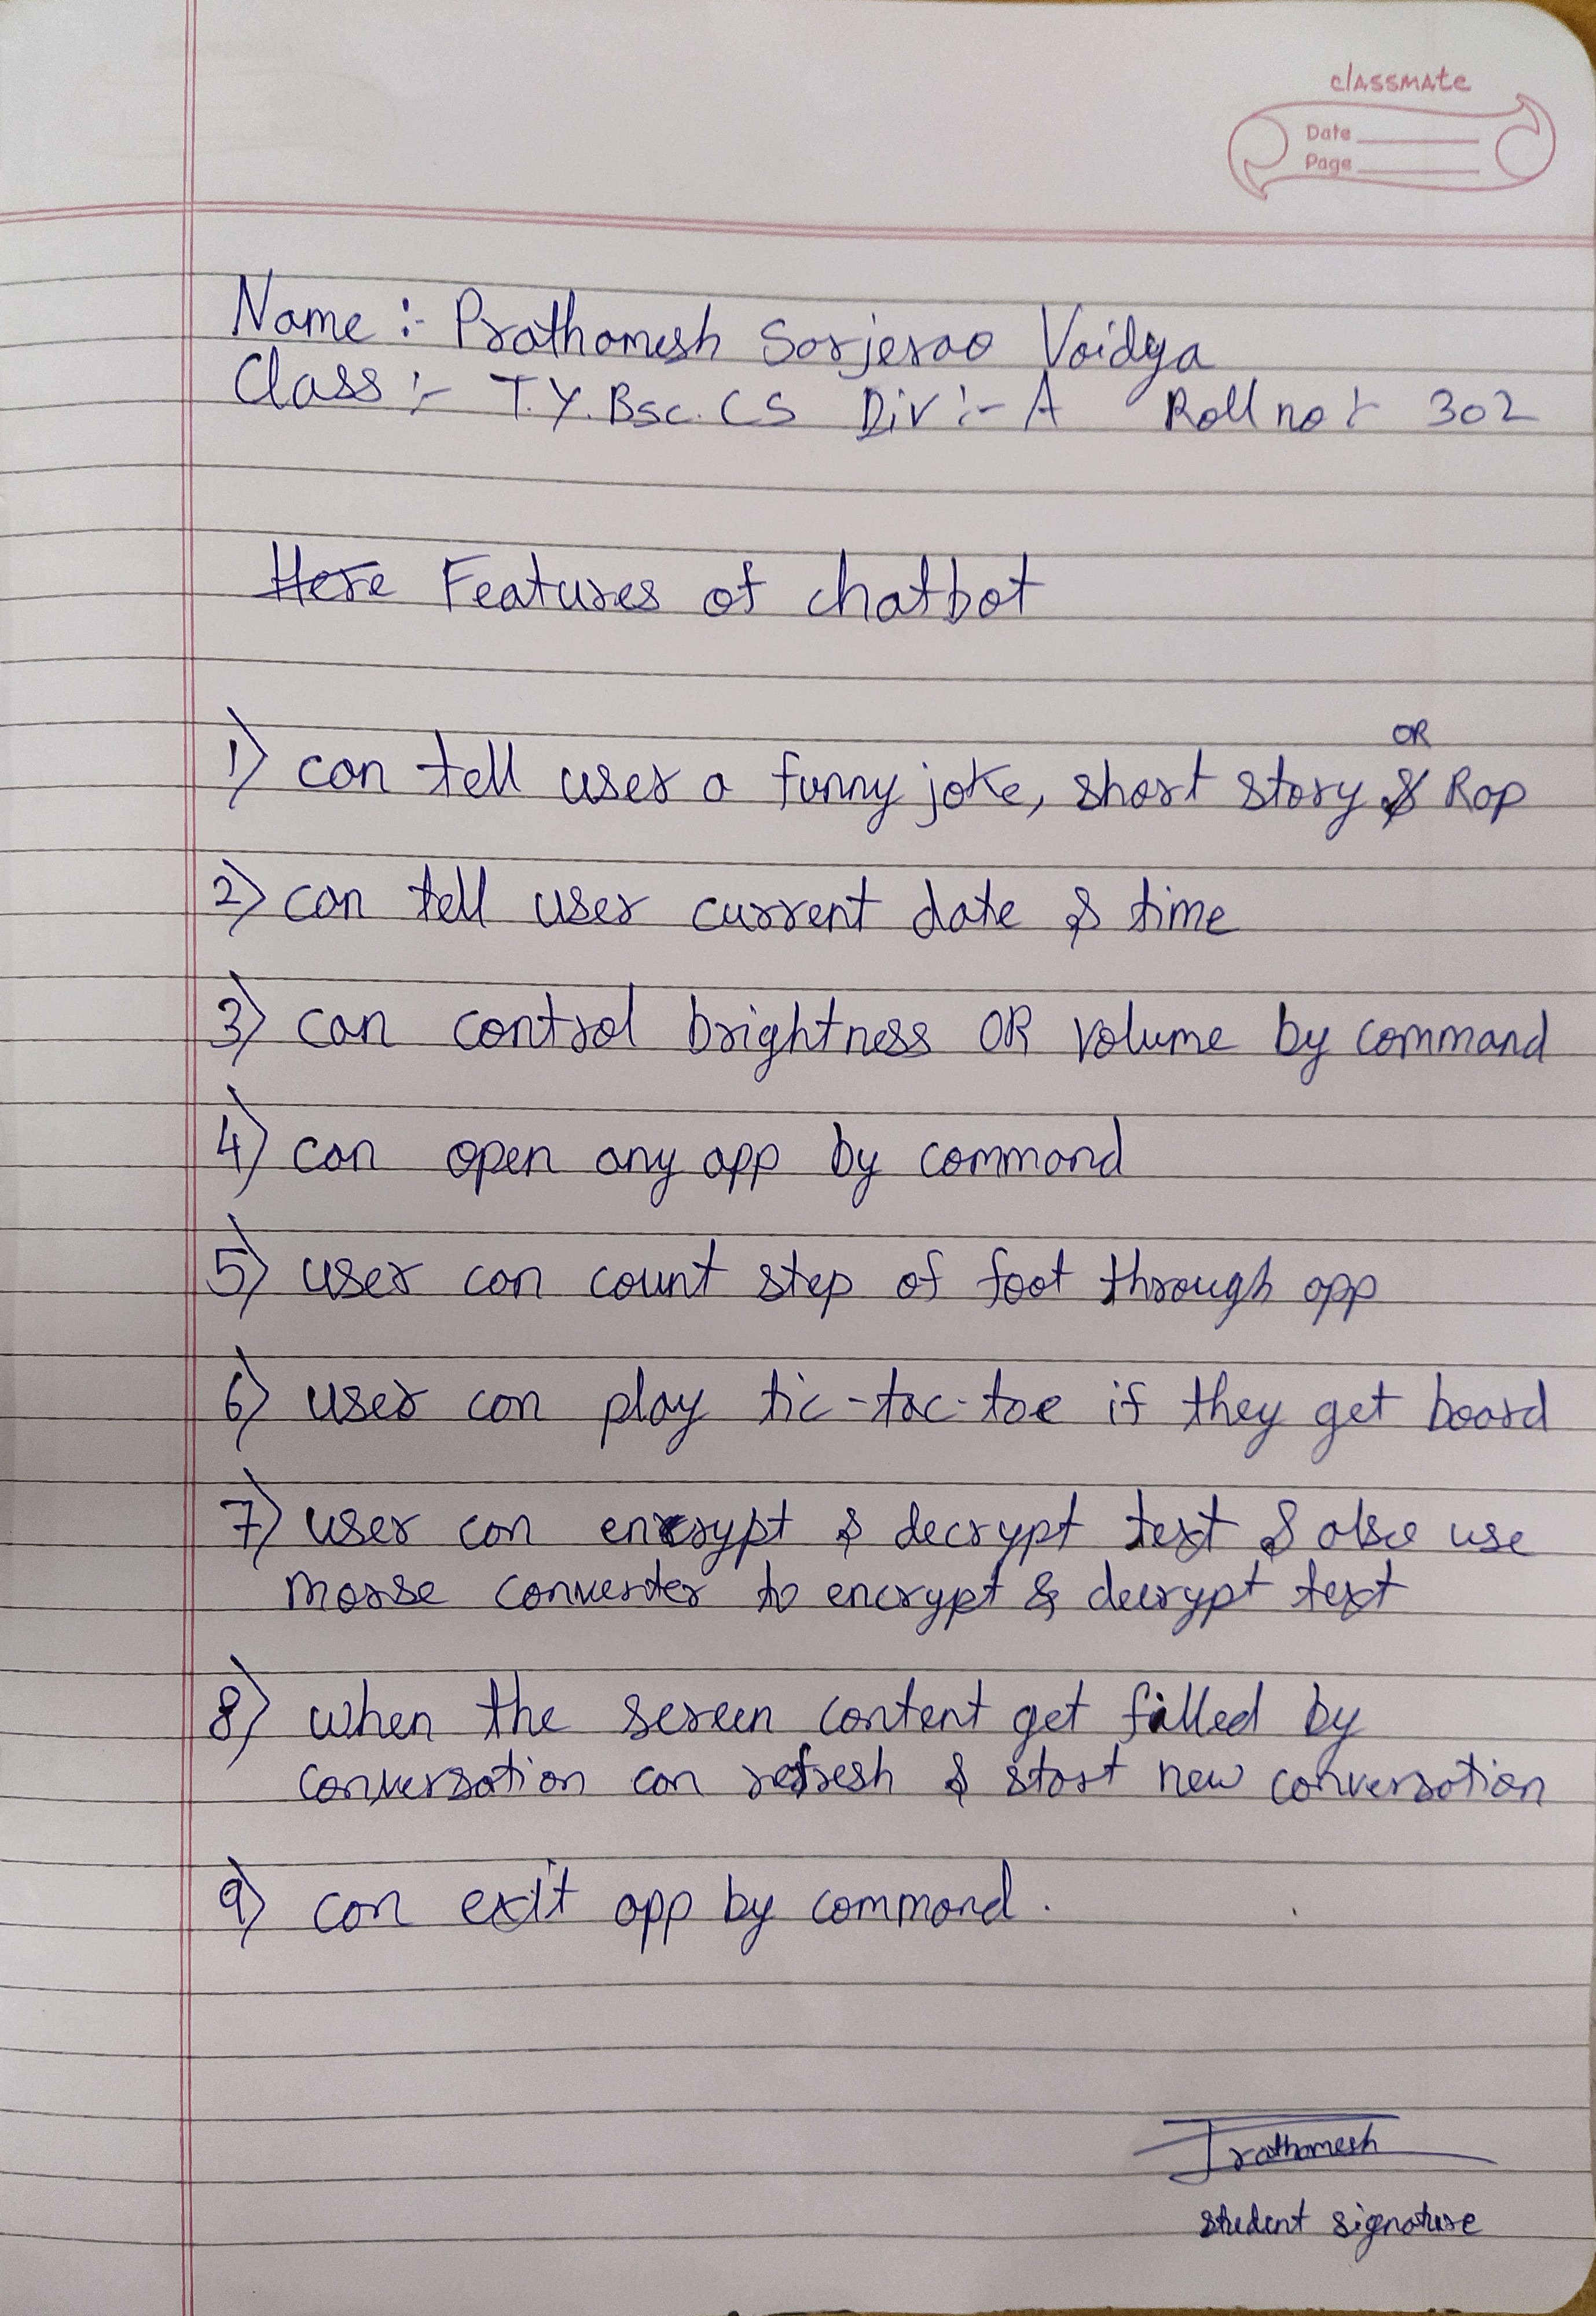 classmate
Date
Page
Name :- Prathamesh Sarjerao Vaidya
Class :- T.Y.Bsc.CS Div :- A Roll no :- 302
Here Features of chatbot
OR
1) can tell user a funny joke, short story & Rap
2) can tell user current date & time
3) can control brightness OR volume by command
4) can open any app by command
5) user can count step of foot through app
6) user can play tic-tac-toe if they get board
7) user can encrypt & decrypt text & also use
morse converter to encrypt & decrypt text
8) when the screen content get filled by
conversation can refresh & start new conversation
9) can exit app by command.
Prathamesh
student signature